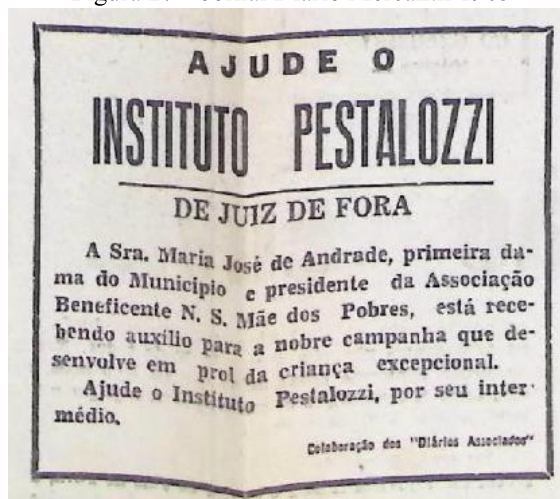 AJUDE O
INSTITUTO PESTALOZZI
DE JUIZ DE FORA
A Sra. Maria José de Andrade, primeira da-
ma do Municipio e presidente da Associação
Beneficente N. S. Mãe dos Pobres, está rece-
bendo auxilio para a nobre campanha que de-
senvolve em prol da criança excepcional.
Ajude o Instituto Pestalozzi, por seu inter-
médio.
Colaboração dos "Diários Associados"